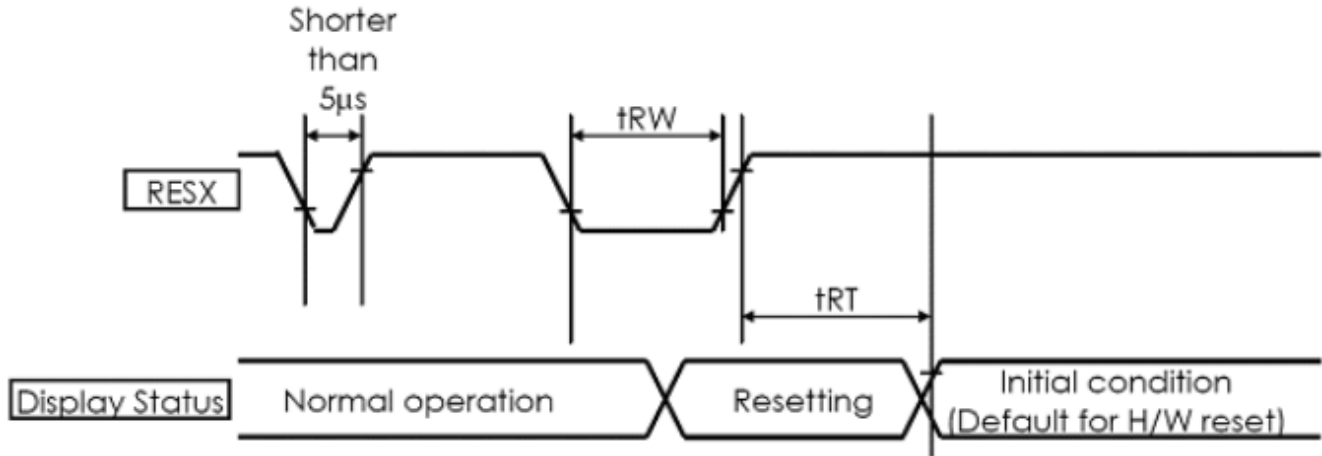 Shorter
than
5µs
tRW
RESX
tRT
Display Status
Normal operation
Resetting
Initial condition
(Default for H/W reset)